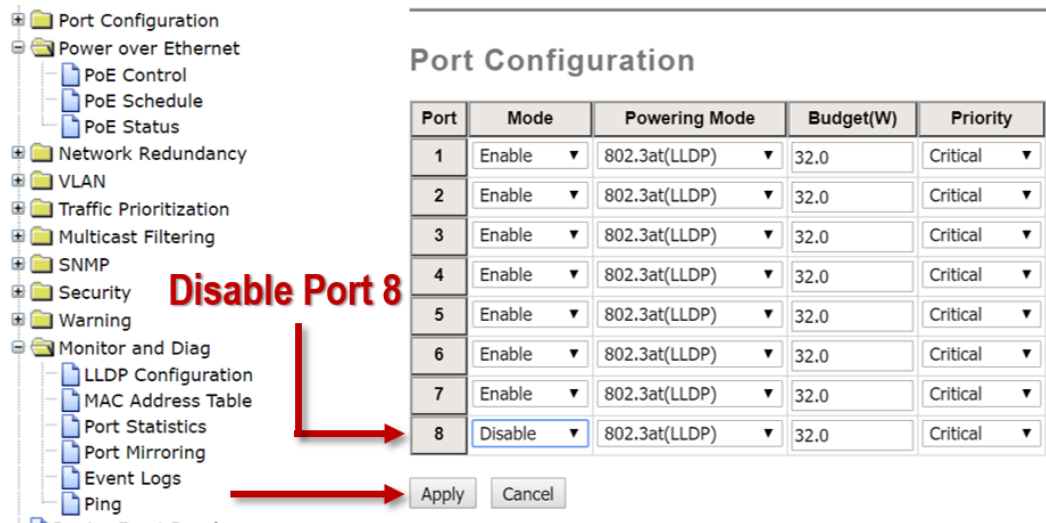 Port Configuration
Power over Ethernet
PoE Control
PoE Schedule
PoE Status
Network Redundancy
VLAN
Traffic Prioritization
Multicast Filtering
SNMP
Security
Warning
Monitor and Diag
LLDP Configuration
MAC Address Table
Port Statistics
Port Mirroring
Event Logs
Ping
Disable Port 8
Port Configuration
Port Mode Powering Mode Budget(W) Priority
1 Enable 802.3at(LLDP) 32.0 Critical
2 Enable 802.3at(LLDP) 32.0 Critical
3 Enable 802.3at(LLDP) 32.0 Critical
4 Enable 802.3at(LLDP) 32.0 Critical
5 Enable 802.3at(LLDP) 32.0 Critical
6 Enable 802.3at(LLDP) 32.0 Critical
7 Enable 802.3at(LLDP) 32.0 Critical
8 Disable 802.3at(LLDP) 32.0 Critical
Apply Cancel